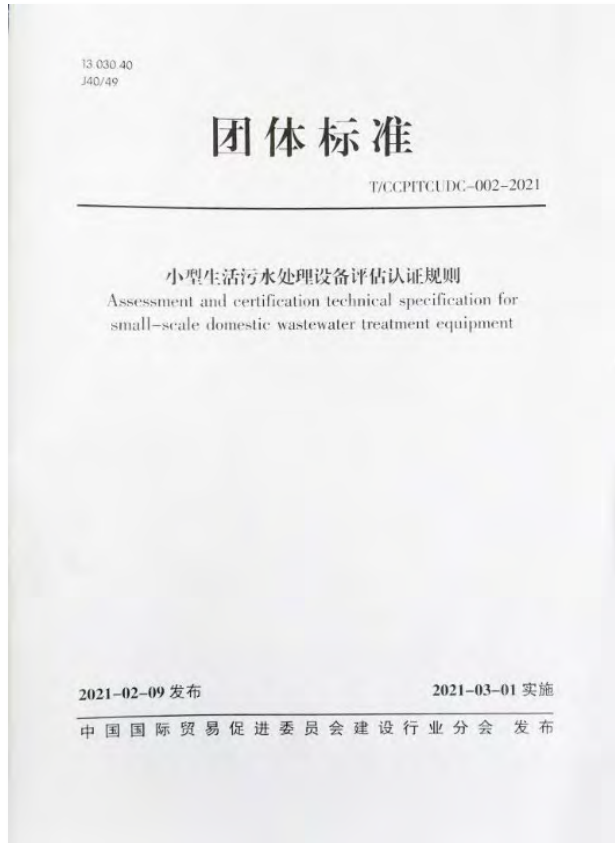 13.030.40
J40/49
团体标准
T/CCPITCUDC-002-2021
小型生活污水处理设备评估认证规则
Assessment and certification technical specification for
small-scale domestic wastewater treatment equipment
2021-02-09 发布 2021-03-01 实施
中国国际贸易促进委员会建设行业分会 发布